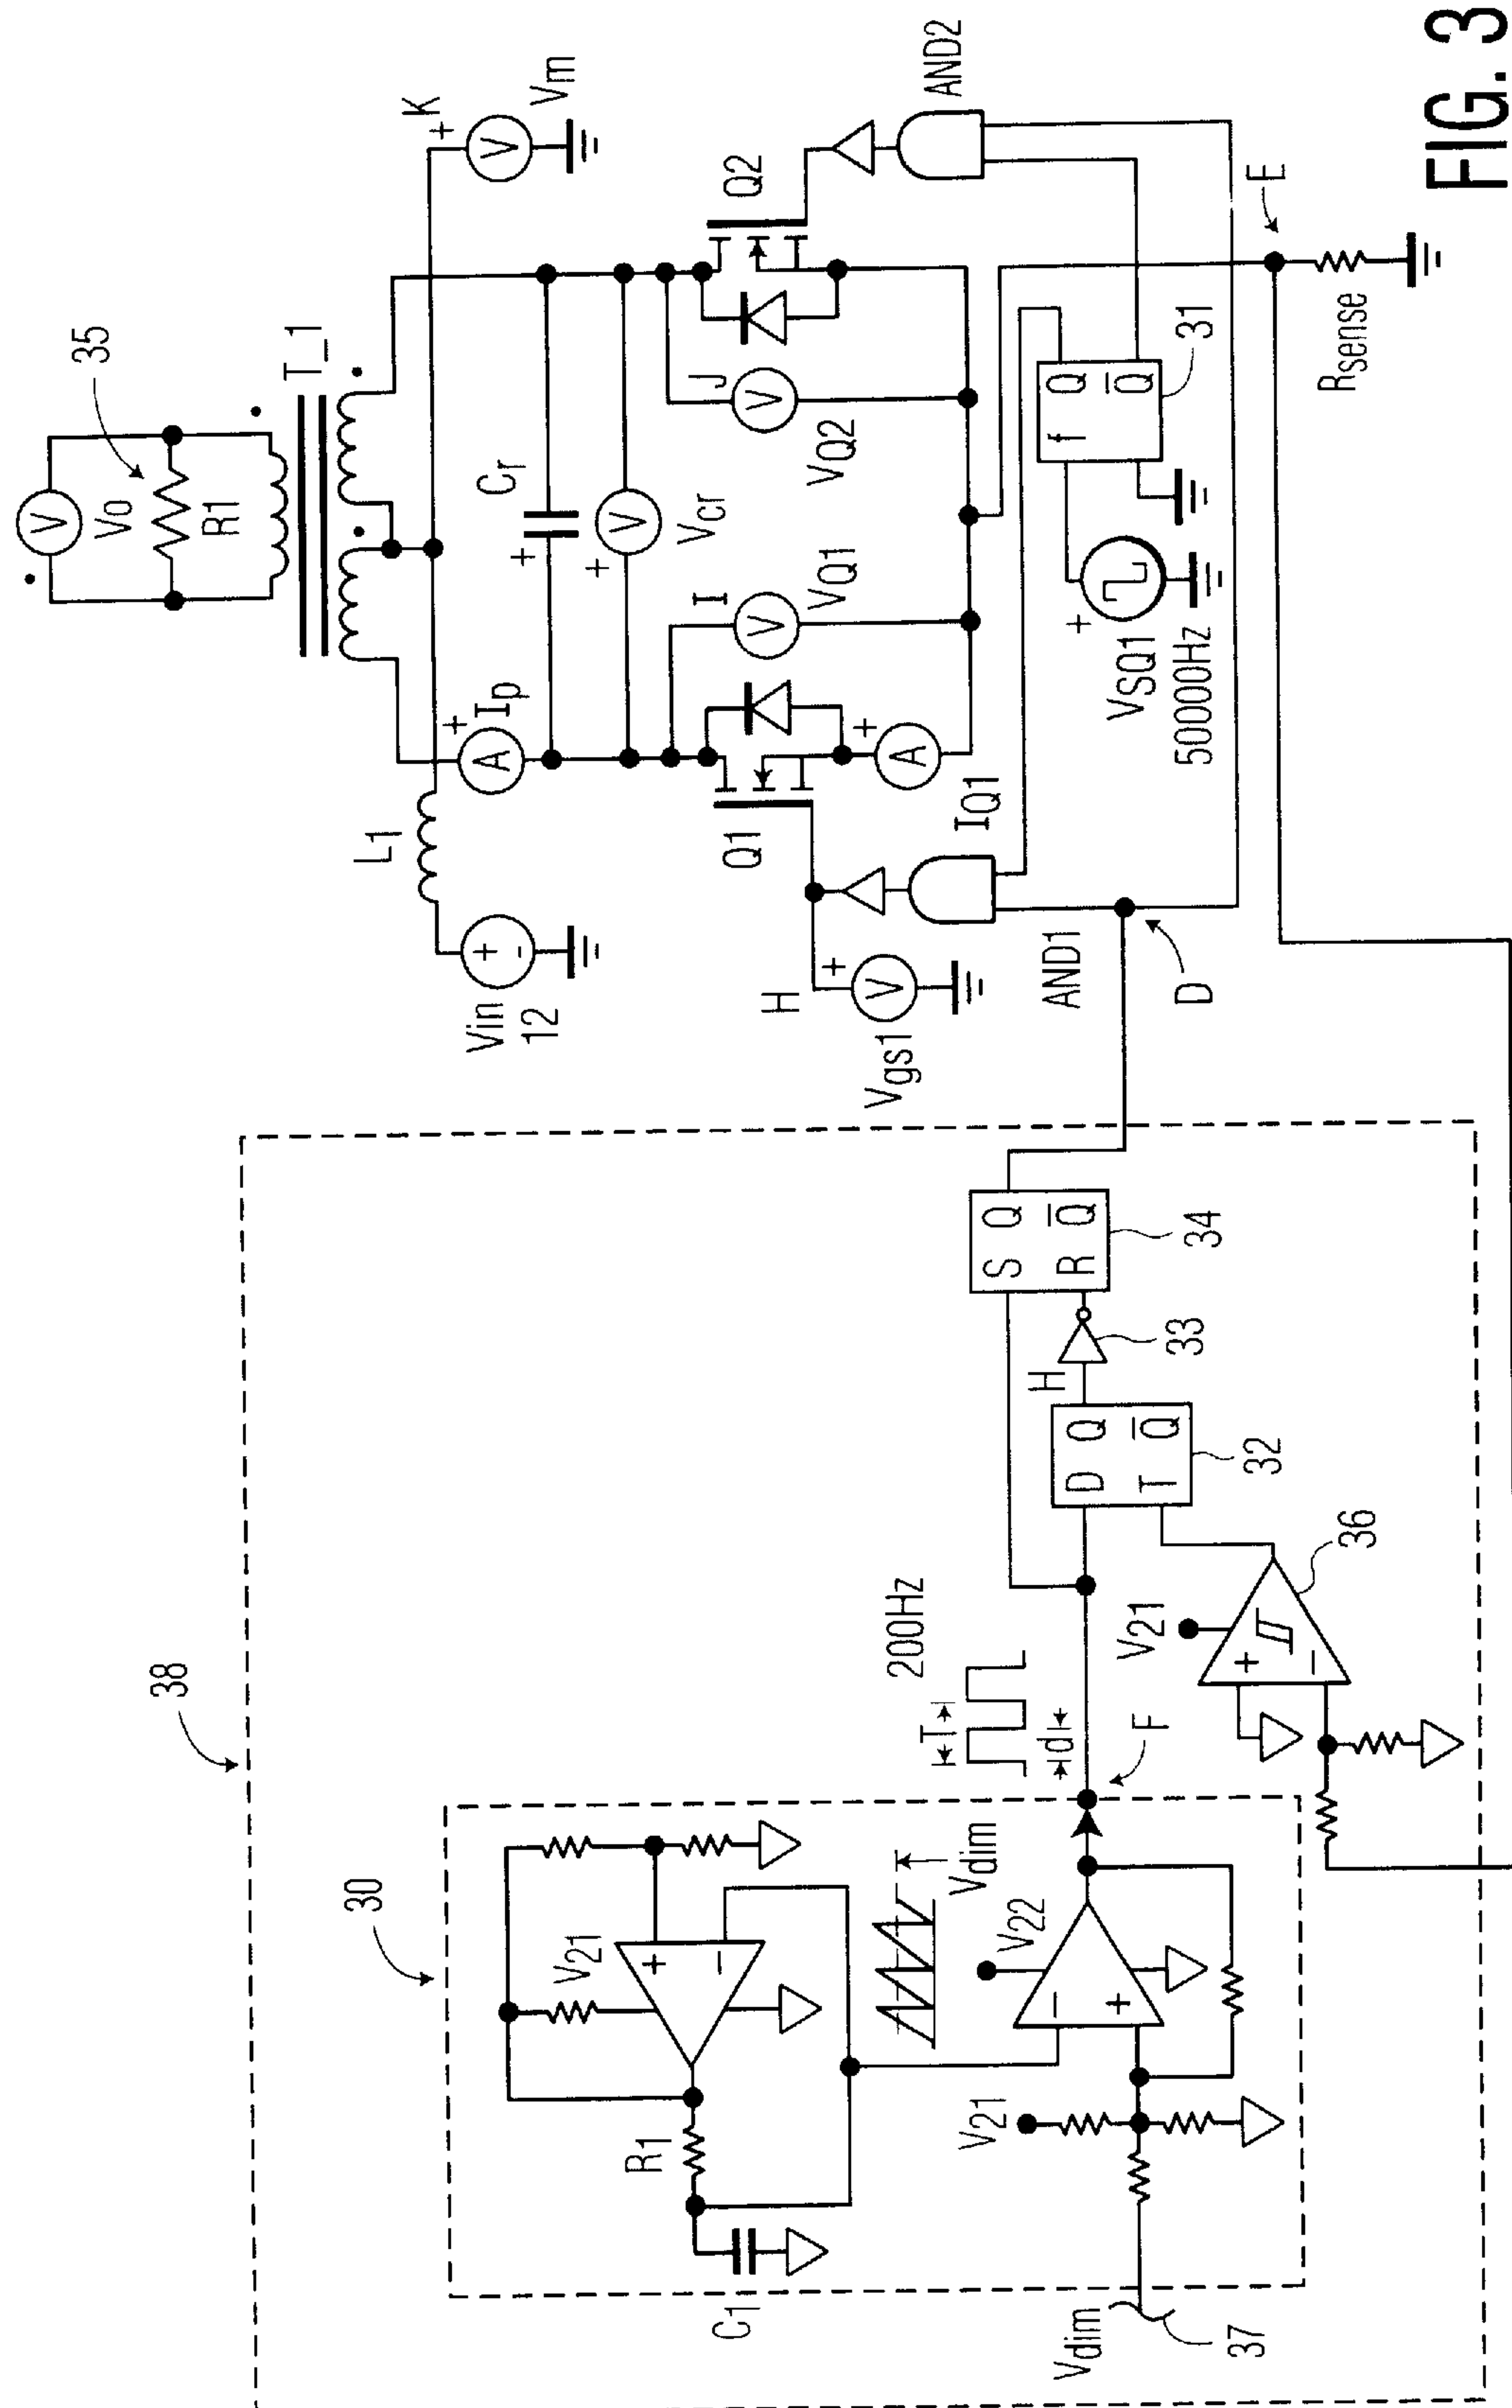 35
V
Vo
R1
T_1
K
+
V
Vm
L1
Vin
12
+
-
+
A
Ip
Cr
+
+
V
Vcr
Q1
Q2
I
V
VQ1
J
V
VQ2
AND2
H
+
V
Vgs1
+
A
IQ1
AND1
D
+
VSQ1
50000Hz
f Q
Q̅
31
E
Rsense
38
30
V21
+
−
R1
C1
Vdim
V22
−
+
V21
Vdim
37
200Hz
T
d
F
S Q
R Q̅
34
33
H
D Q
T Q̅
32
V21
+
−
36
FIG. 3